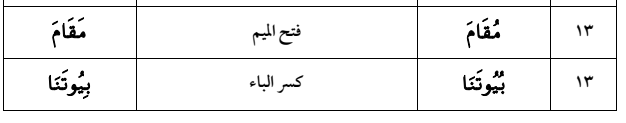 ١٣ مُقَامَ فتح الميم مَقَامَ
١٣ بُيُوتَنَا كسر الباء بِيُوتَنَا